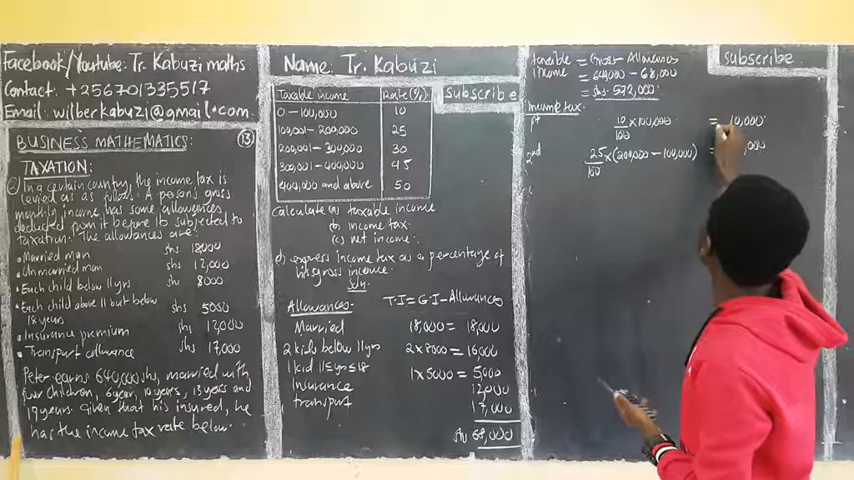 Facebook/Youtube: Tr. Kabuzi maths
Contact: +256701335517
Email: wilberkabuzi@gmail.com
BUSINESS MATHEMATICS
13
TAXATION:
In a certain country, the income tax is
levied as as follows: A person's gross
monthly income has some allowances
deducted from it before its subjected to
taxation. The allowances are:
• Married man shs 18000
• Unmarried man shs 12,000
• Each child below 11yrs shs 8000
• Each child above 11 but below
18 years shs 5000
• Insurance premium shs
• Transport allowance shs 17,000
Peter earns 640,000shs, married with
four children, 6year, 10years, 13years and
19years given that his insured, he
has the income tax rate below.
Name: Tr. Kabuzi
Subscribe
Taxable income Rate (%)
0 - 100,000 10
100,001 - 200,000 25
200,001 - 300,000 30
300,001 - 400,000 45
400,000 and above 50
Calculate (a) taxable income
(b) income tax.
(c) net income.
d) express income tax as a percentage of
his gross income.
Soln.
Allowances T.I = G.I - Allowances
Married 18,000 = 18,000
2 kids below 11yrs 2 x 8000 = 16,000
1 kid 11≤yrs≤18 1 x 5000 = 5,000
Insurance 12,000
transport 17,000
shs 68,000
income = Gross - Allowances
= 640,000 - 68,000
= shs: 572,000
Subscribe
Income tax
1st 10/100 x 100,000 = 10,000
2nd 25/100 x (200,000 - 100,000) =